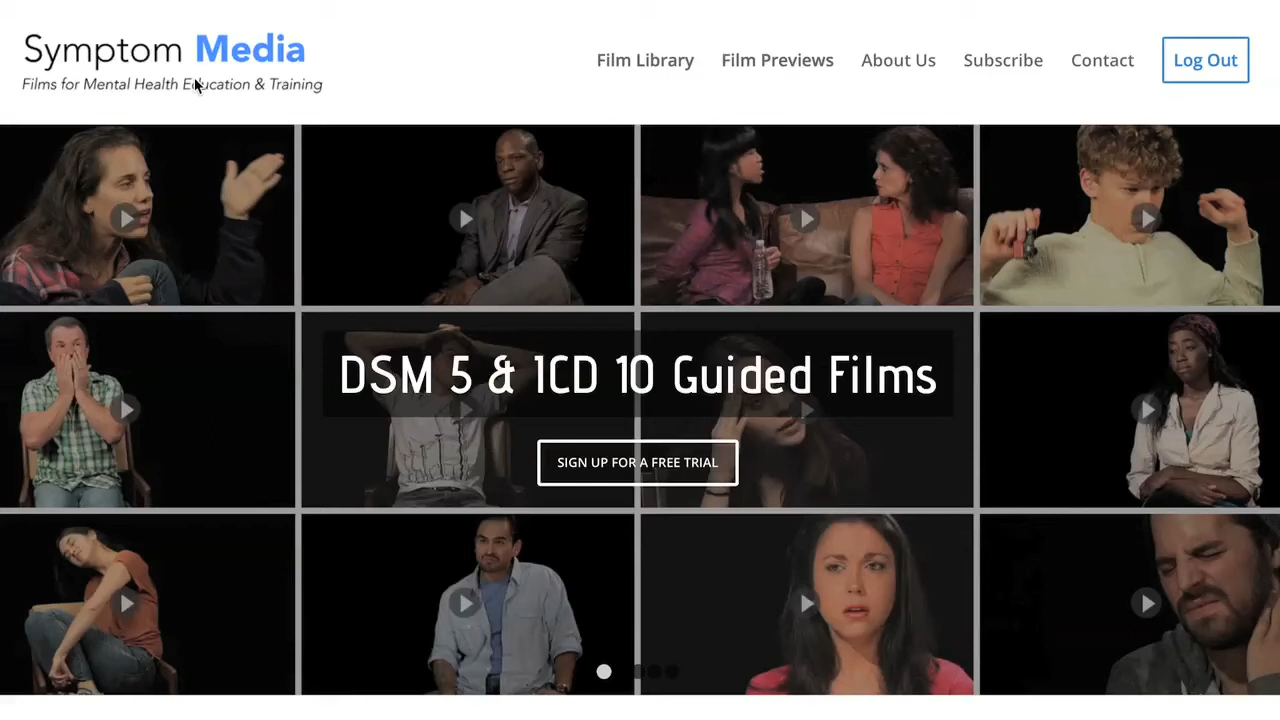 Symptom Media
Films for Mental Health Education & Training
Film Library
Film Previews
About Us
Subscribe
Contact
Log Out
DSM 5 & ICD 10 Guided Films
SIGN UP FOR A FREE TRIAL